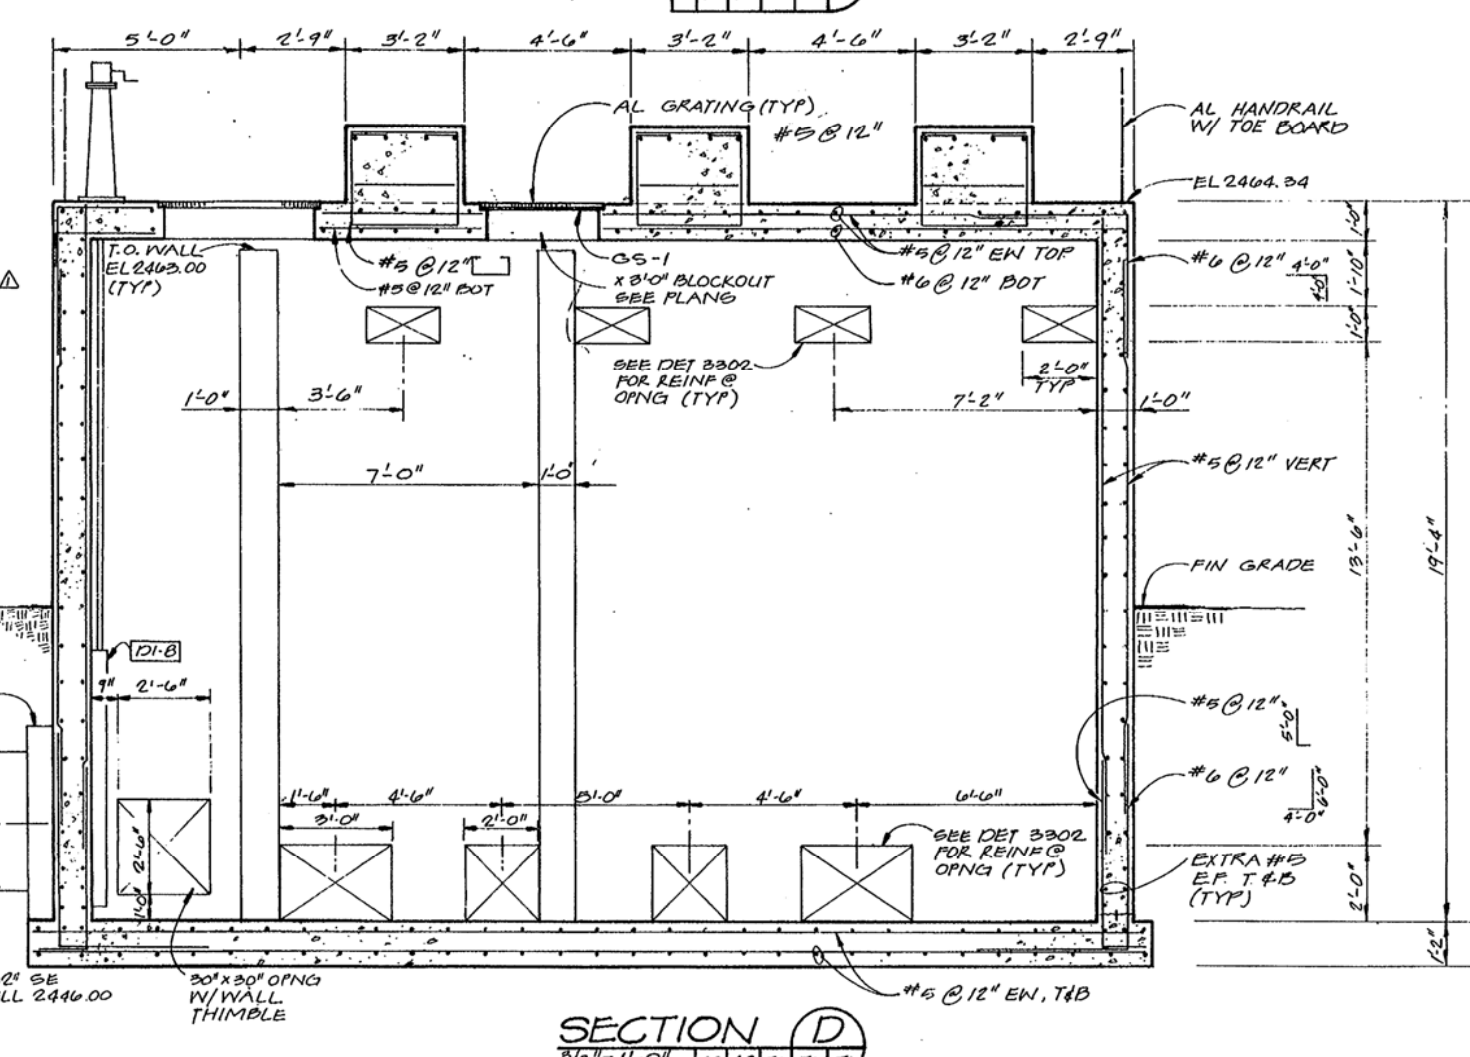 5'-0" 2'-9" 3'-2" 4'-6" 3'-2" 4'-6" 3'-2" 2'-9"
AL GRATING (TYP)
#5 @ 12"
AL HANDRAIL
W/ TOE BOARD
EL 2464.34
T.O. WALL
EL 2463.00
(TYP)
#5 @ 12"
#5 @ 12" BOT
GS-1
x 3'-0" BLOCKOUT
SEE PLANS
#5 @ 12" EW TOP
#6 @ 12" BOT
#6 @ 12" 4'-0"
4'-0"
1'-0"
1'-10"
1'-0"
SEE DET 3302
FOR REINF @
OPNG (TYP)
2'-0"
TYP
1'-0" 3'-6" 7'-2" 1'-0"
7'-0" 1'-0"
#5 @ 12" VERT
13'-6"
19'-4"
FIN GRADE
DI-8
9" 2'-6"
#5 @ 12"
5'-0"
#6 @ 12"
4'-0" 6'-0"
1'-6" 4'-6" 5'-0" 4'-6" 6'-6"
3'-0" 2'-0"
2'-6"
1'-0"
SEE DET 3302
FOR REINF @
OPNG (TYP)
EXTRA #5
E.F. T. & B
(TYP)
2'-0"
1'-2"
2" SE
LL 2446.00
30" x 30" OPNG
W/ WALL
THIMBLE
#5 @ 12" EW, T&B
SECTION D